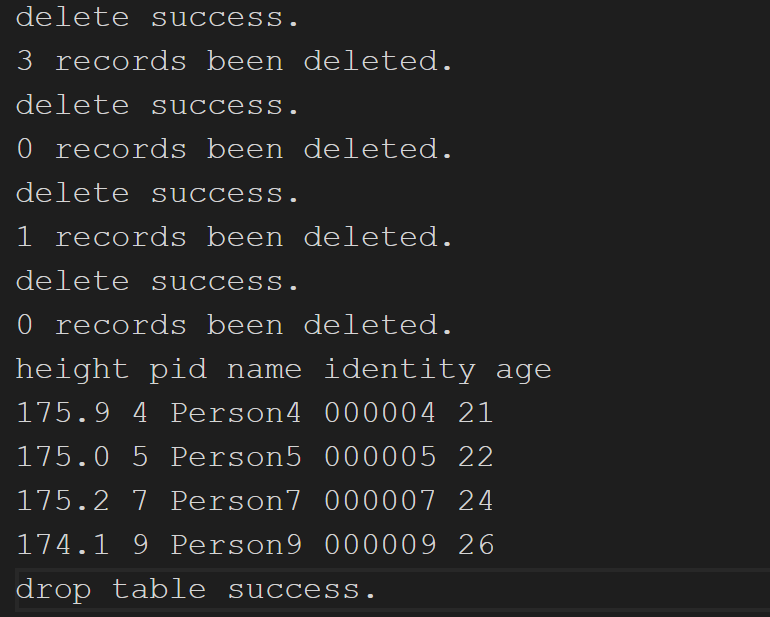 delete success.
3 records been deleted.
delete success.
0 records been deleted.
delete success.
1 records been deleted.
delete success.
0 records been deleted.
height pid name identity age
175.9 4 Person4 000004 21
175.0 5 Person5 000005 22
175.2 7 Person7 000007 24
174.1 9 Person9 000009 26
drop table success.